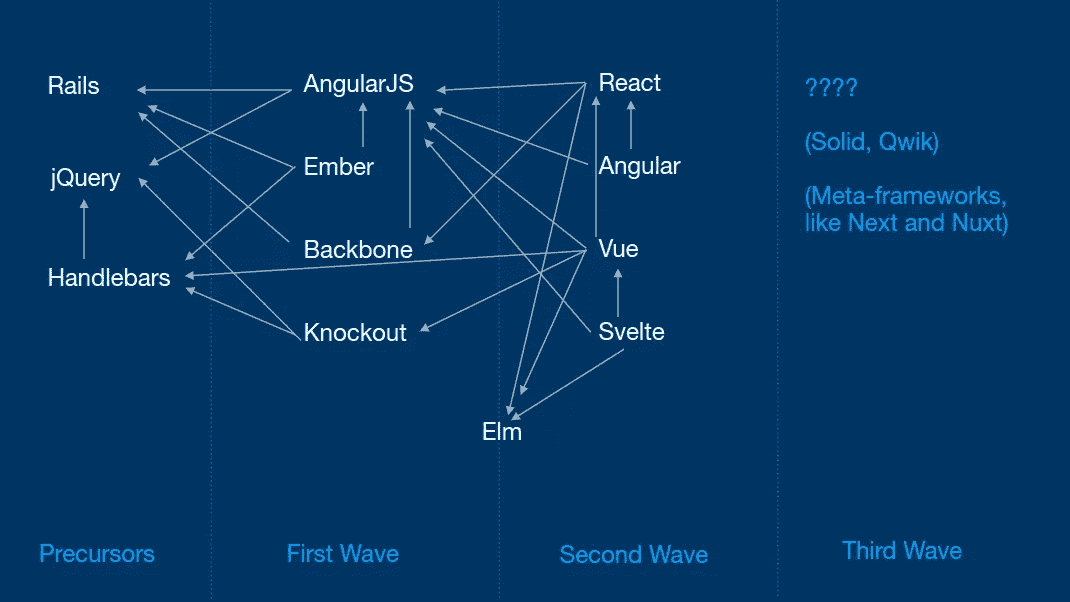 Rails
jQuery
Handlebars
AngularJS
Ember
Backbone
Knockout
React
Angular
Vue
Svelte
Elm
????
(Solid, Qwik)
(Meta-frameworks,
like Next and Nuxt)
Precursors
First Wave
Second Wave
Third Wave